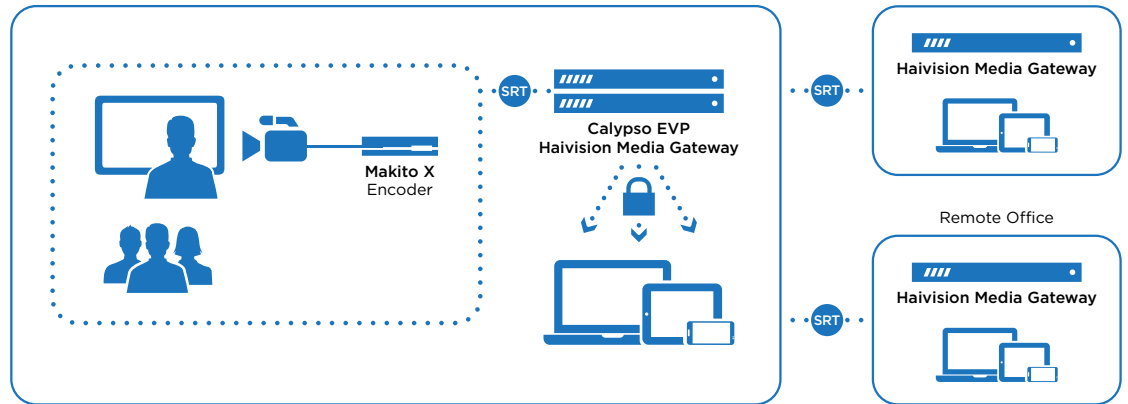 Makito X
Encoder
SRT
Calypso EVP
Haivision Media Gateway
SRT
Haivision Media Gateway
Remote Office
SRT
Haivision Media Gateway